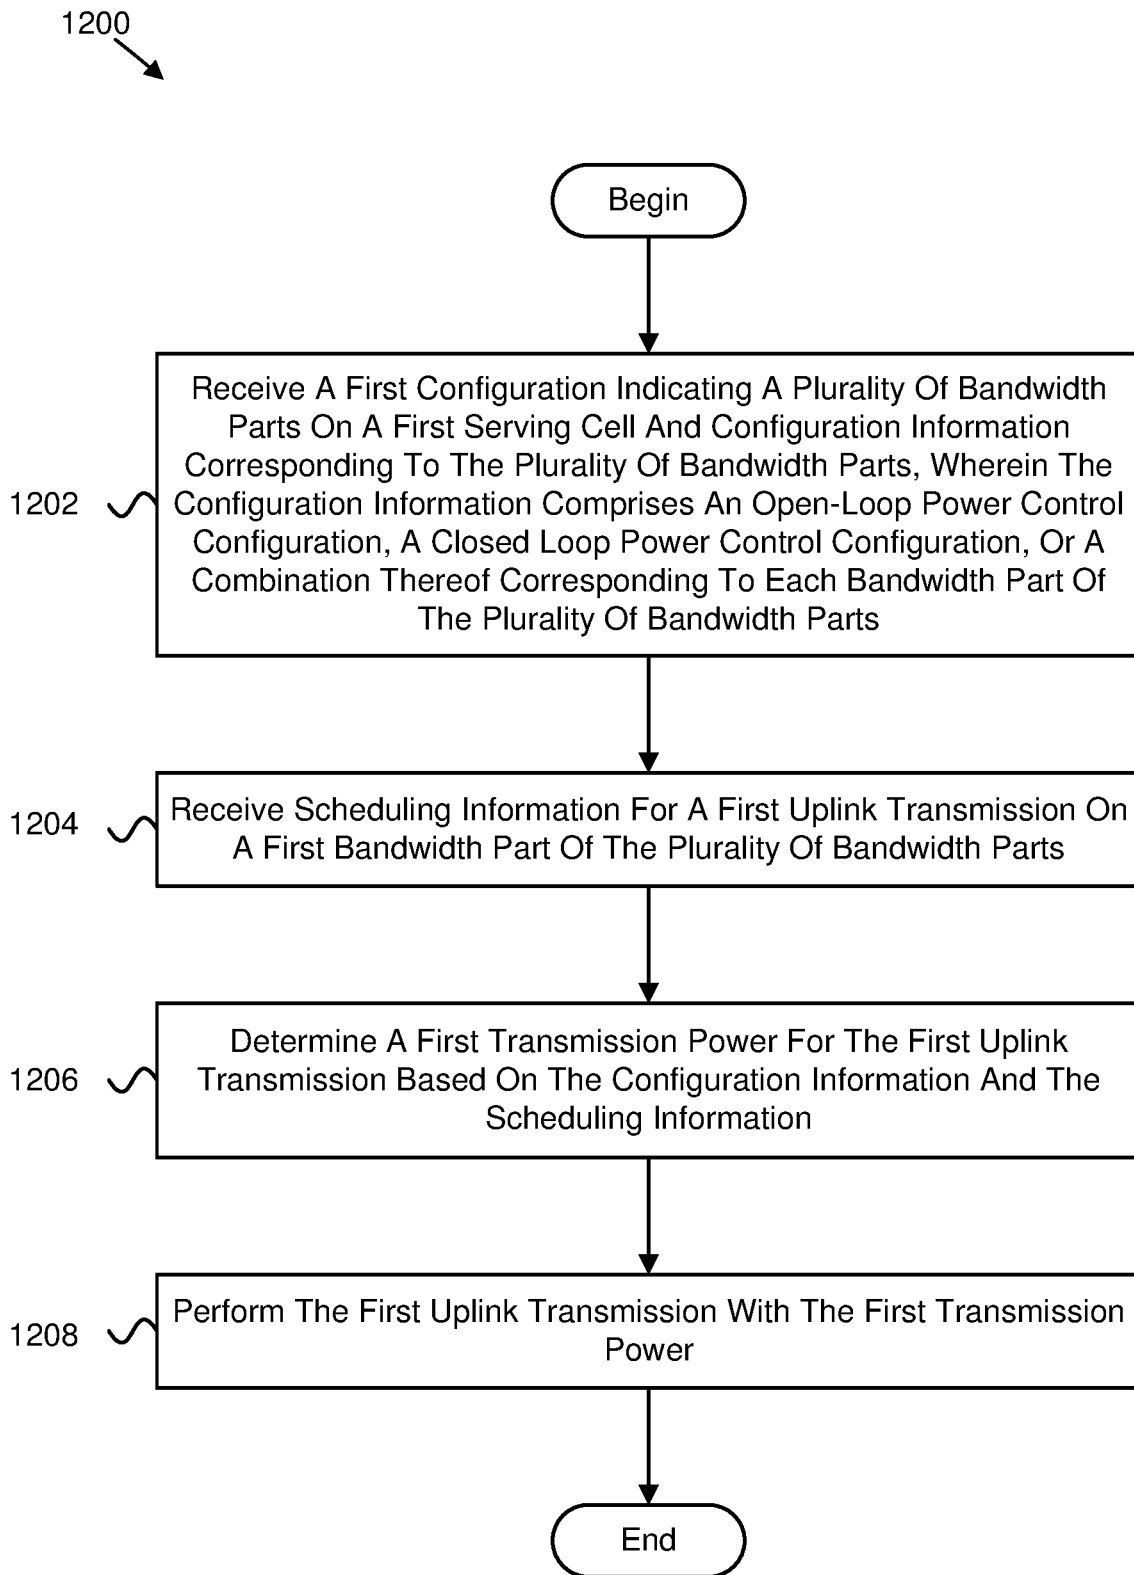 1200
Begin
1202
Receive A First Configuration Indicating A Plurality Of Bandwidth
Parts On A First Serving Cell And Configuration Information
Corresponding To The Plurality Of Bandwidth Parts, Wherein The
Configuration Information Comprises An Open-Loop Power Control
Configuration, A Closed Loop Power Control Configuration, Or A
Combination Thereof Corresponding To Each Bandwidth Part Of
The Plurality Of Bandwidth Parts
1204
Receive Scheduling Information For A First Uplink Transmission On
A First Bandwidth Part Of The Plurality Of Bandwidth Parts
1206
Determine A First Transmission Power For The First Uplink
Transmission Based On The Configuration Information And The
Scheduling Information
1208
Perform The First Uplink Transmission With The First Transmission
Power
End